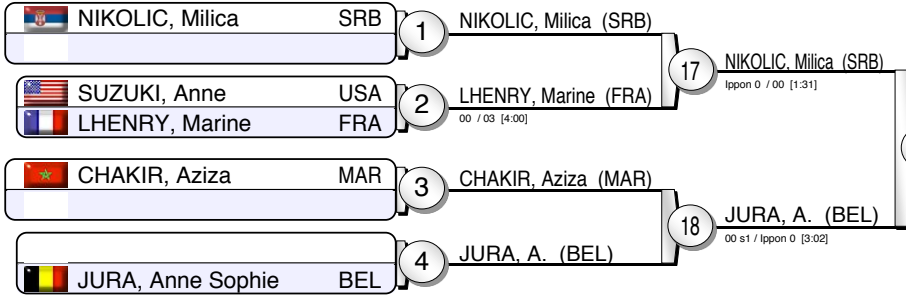 NIKOLIC, Milica SRB
1
NIKOLIC, Milica (SRB)
SUZUKI, Anne USA
LHENRY, Marine FRA
2
LHENRY, Marine (FRA)
00 / 03 [4:00]
17
NIKOLIC, Milica (SRB)
Ippon 0 / 00 [1:31]
CHAKIR, Aziza MAR
3
CHAKIR, Aziza (MAR)
JURA, Anne Sophie BEL
4
JURA, A. (BEL)
18
JURA, A. (BEL)
00 s1 / Ippon 0 [3:02]